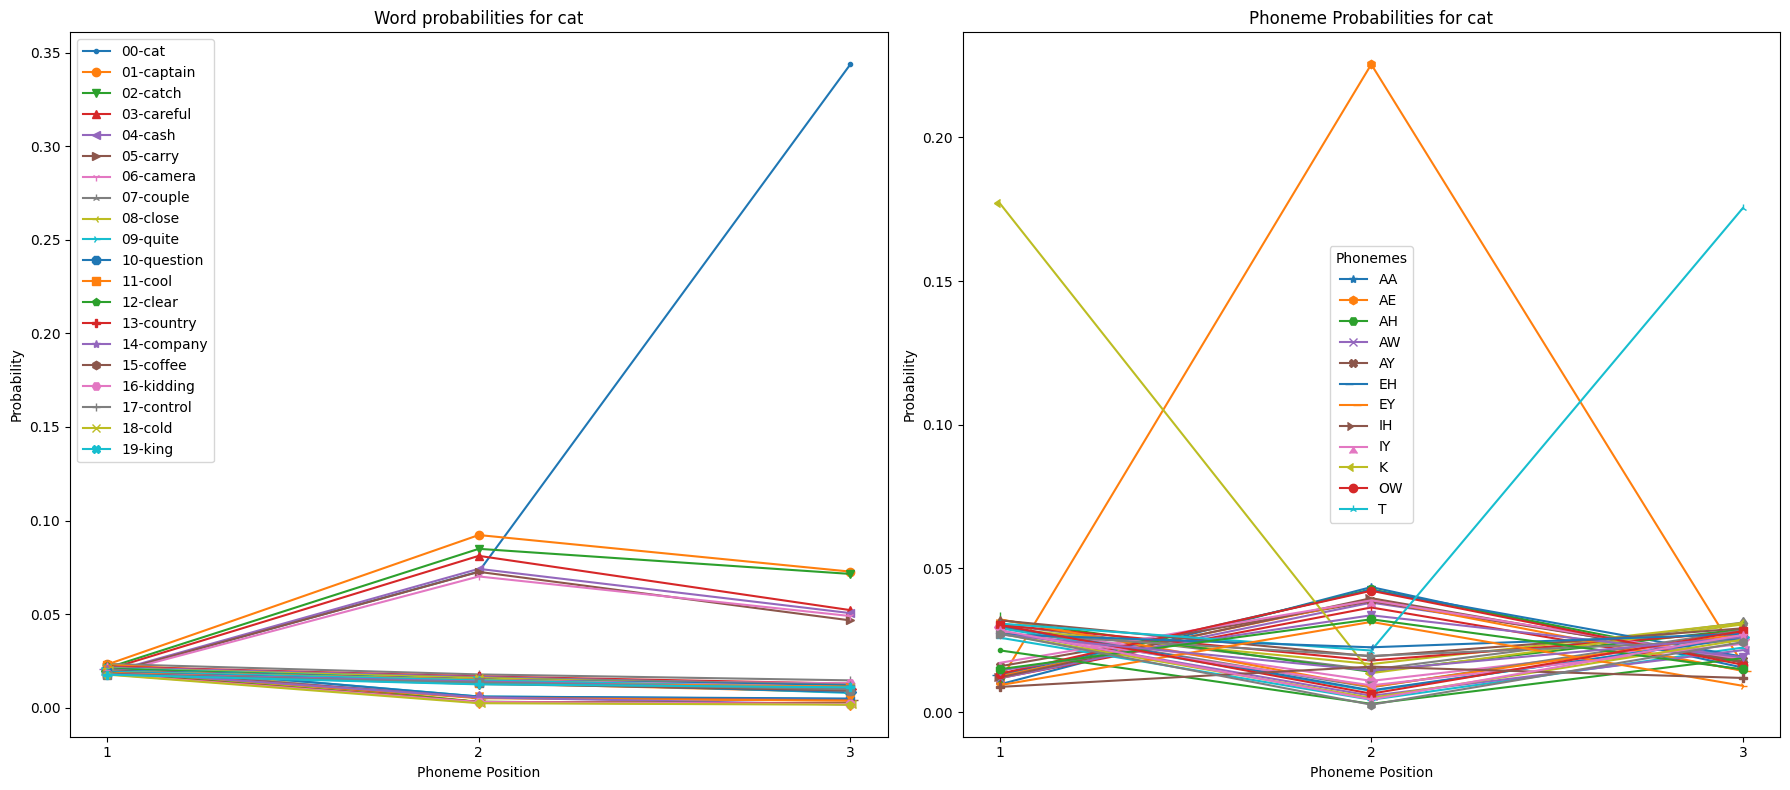 Word probabilities for cat
0.35
0.30
0.25
0.20
0.15
0.10
0.05
0.00
Probability
00-cat
01-captain
02-catch
03-careful
04-cash
05-carry
06-camera
07-couple
08-close
09-quite
10-question
11-cool
12-clear
13-country
14-company
15-coffee
16-kidding
17-control
18-cold
19-king
1 2 3
Phoneme Position
Phoneme Probabilities for cat
0.20
0.15
0.10
0.05
0.00
Probability
Phonemes
AA
AE
AH
AW
AY
EH
EY
IH
IY
K
OW
T
1 2 3
Phoneme Position